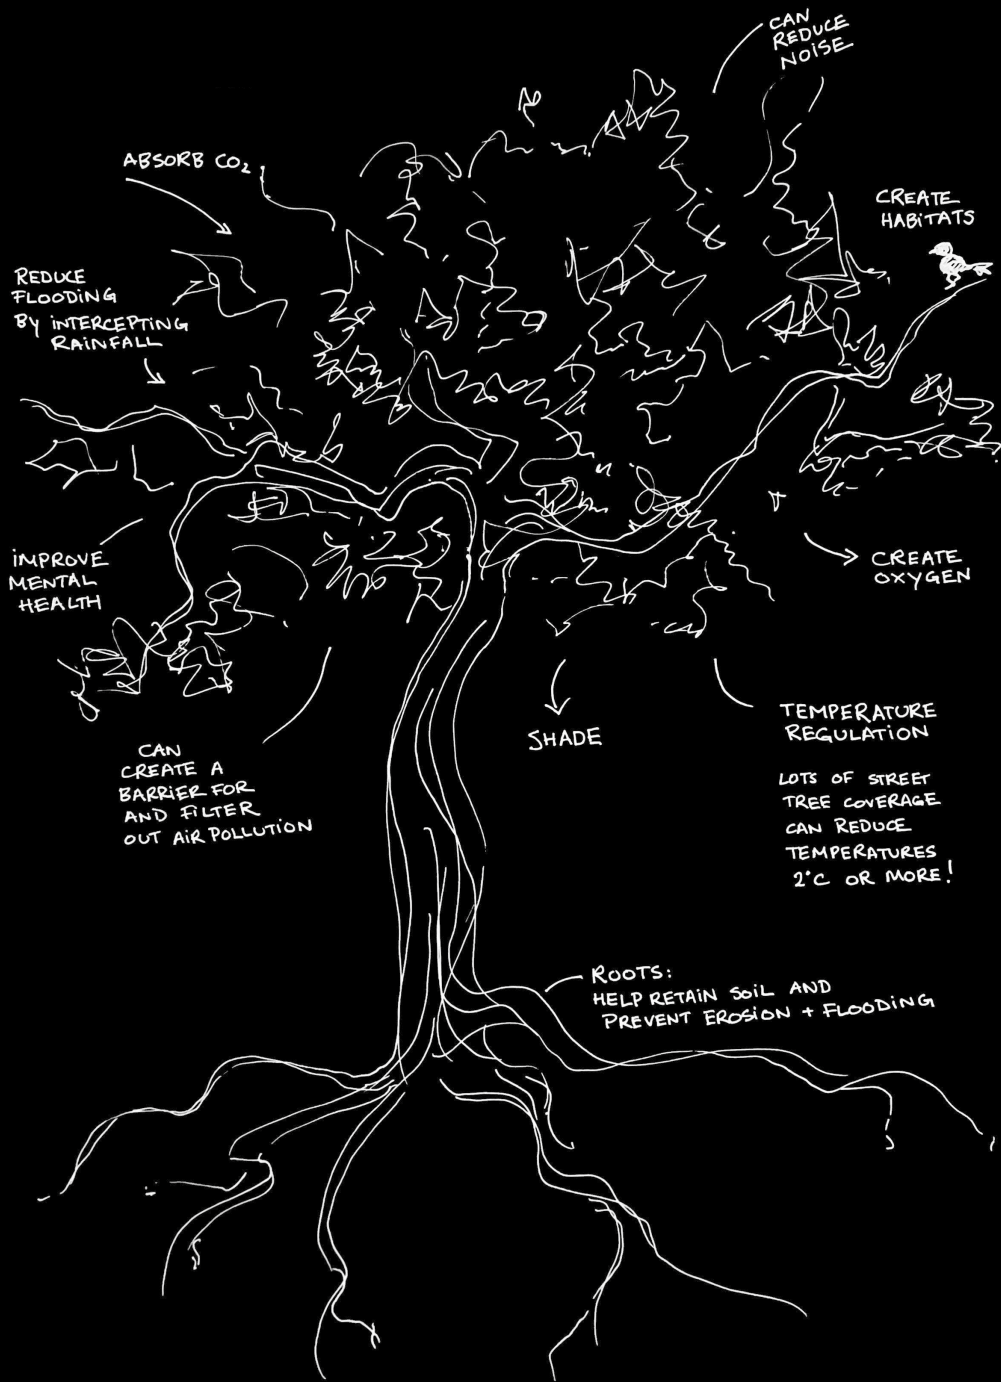 CAN
REDUCE
NOISE
ABSORB CO₂
CREATE
HABITATS
REDUCE
FLOODING
BY INTERCEPTING
RAINFALL
IMPROVE
MENTAL
HEALTH
CREATE
OXYGEN
SHADE
TEMPERATURE
REGULATION
LOTS OF STREET
TREE COVERAGE
CAN REDUCE
TEMPERATURES
2°C OR MORE!
CAN
CREATE A
BARRIER FOR
AND FILTER
OUT AIR POLLUTION
ROOTS:
HELP RETAIN SOIL AND
PREVENT EROSION + FLOODING